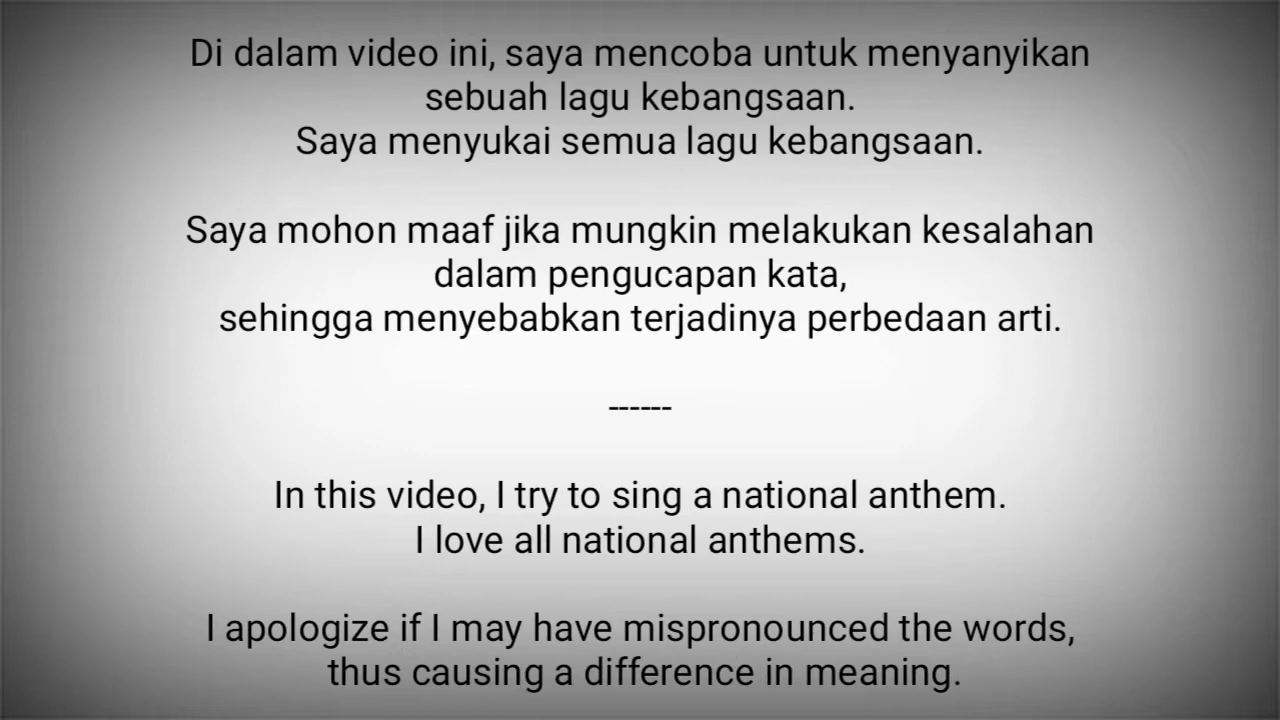 Di dalam video ini, saya mencoba untuk menyanyikan
sebuah lagu kebangsaan.
Saya menyukai semua lagu kebangsaan.
Saya mohon maaf jika mungkin melakukan kesalahan
dalam pengucapan kata,
sehingga menyebabkan terjadinya perbedaan arti.
------
In this video, I try to sing a national anthem.
I love all national anthems.
I apologize if I may have mispronounced the words,
thus causing a difference in meaning.